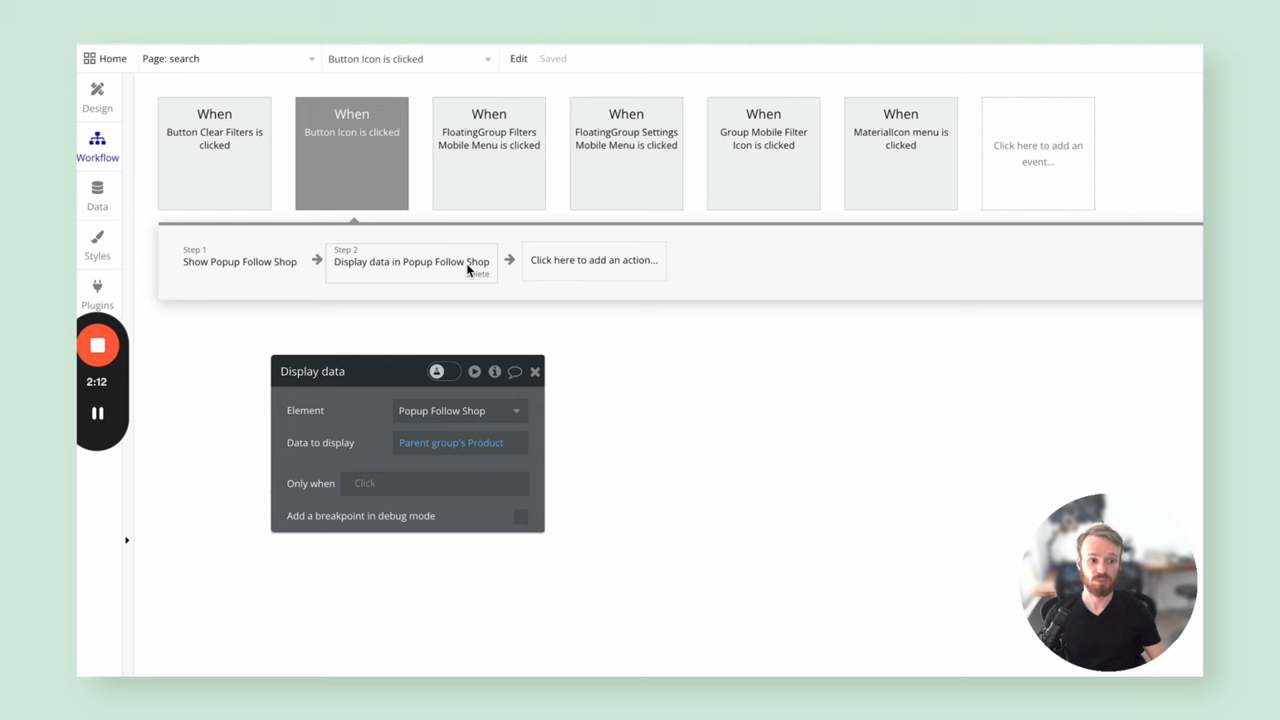 Home
Page: search
Button Icon is clicked
Edit
Saved
Design
Workflow
Data
Styles
Plugins
2:12
When
Button Clear Filters is
clicked
When
Button Icon is clicked
When
FloatingGroup Filters
Mobile Menu is clicked
When
FloatingGroup Settings
Mobile Menu is clicked
When
Group Mobile Filter
Icon is clicked
When
MaterialIcon menu is
clicked
Click here to add an
event...
Step 1
Show Popup Follow Shop
Step 2
Display data in Popup Follow Shop
Click here to add an action...
Display data
Element
Popup Follow Shop
Data to display
Parent group's Product
Only when
Click
Add a breakpoint in debug mode